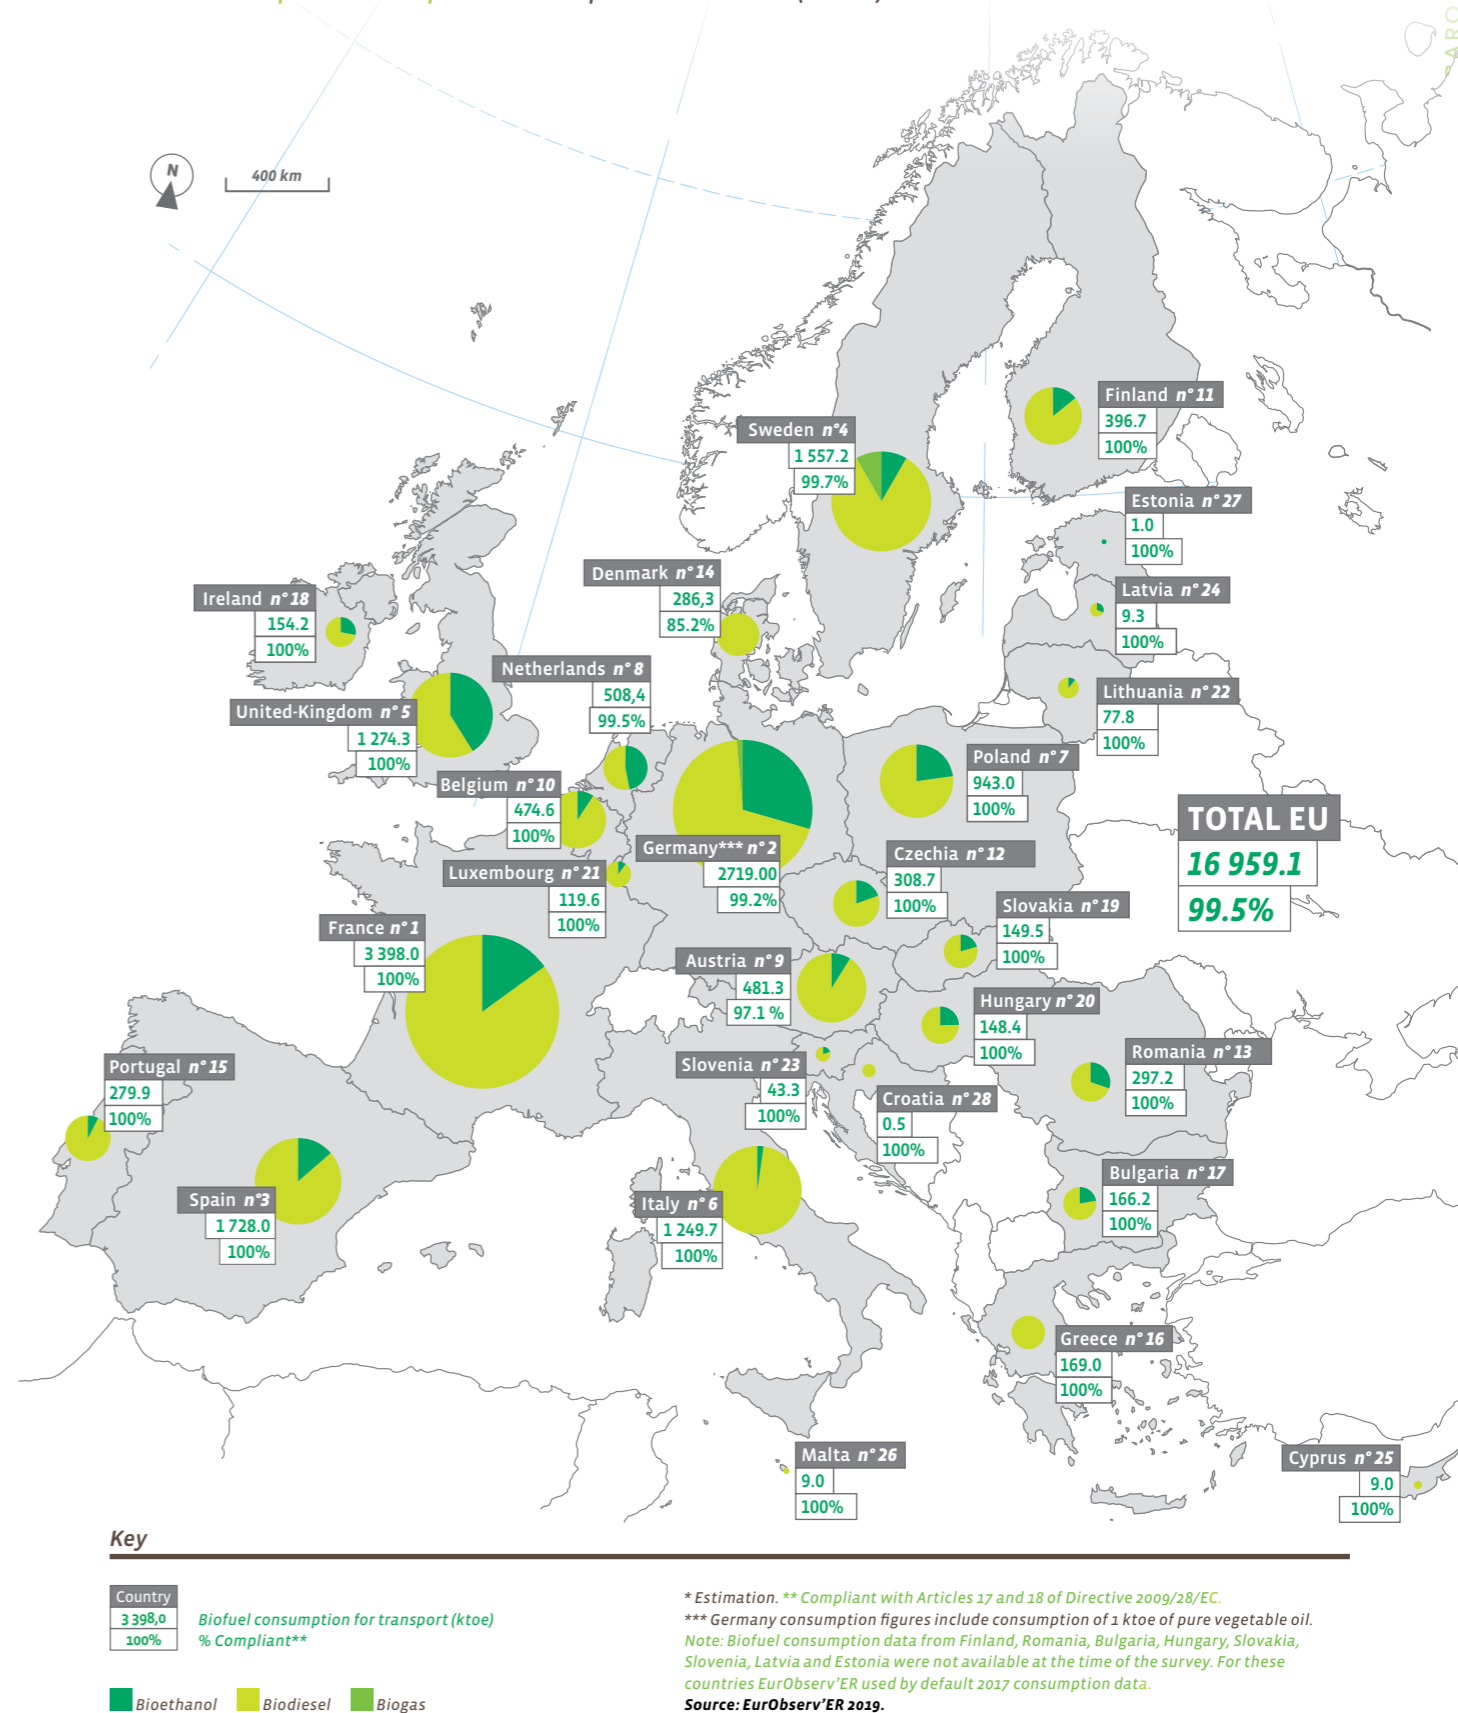 N
400 km
Finland n°11
396.7
100%
Sweden n°4
1 557.2
99.7%
Estonia n°27
1.0
100%
Denmark n°14
286,3
85.2%
Latvia n°24
9.3
100%
Ireland n°18
154.2
100%
Netherlands n°8
508,4
99.5%
Lithuania n°22
77.8
100%
United-Kingdom n°5
1 274.3
100%
Poland n°7
943.0
100%
Belgium n°10
474.6
100%
TOTAL EU
16 959.1
99.5%
Germany*** n°2
2719.00
99.2%
Czechia n°12
308.7
100%
Luxembourg n°21
119.6
100%
Slovakia n°19
149.5
100%
France n°1
3 398.0
100%
Austria n°9
481.3
97.1 %
Hungary n°20
148.4
100%
Romania n°13
297.2
100%
Portugal n°15
279.9
100%
Slovenia n°23
43.3
100%
Croatia n°28
0.5
100%
Bulgaria n°17
166.2
100%
Spain n°3
1 728.0
100%
Italy n°6
1 249.7
100%
Greece n°16
169.0
100%
Malta n°26
9.0
100%
Cyprus n°25
9.0
100%
Key
Country
3 398,0
100%
Biofuel consumption for transport (ktoe)
% Compliant**
Bioethanol
Biodiesel
Biogas
* Estimation. ** Compliant with Articles 17 and 18 of Directive 2009/28/EC.
*** Germany consumption figures include consumption of 1 ktoe of pure vegetable oil.
Note: Biofuel consumption data from Finland, Romania, Bulgaria, Hungary, Slovakia,
Slovenia, Latvia and Estonia were not available at the time of the survey. For these
countries EurObserv'ER used by default 2017 consumption data.
Source: EurObserv'ER 2019.